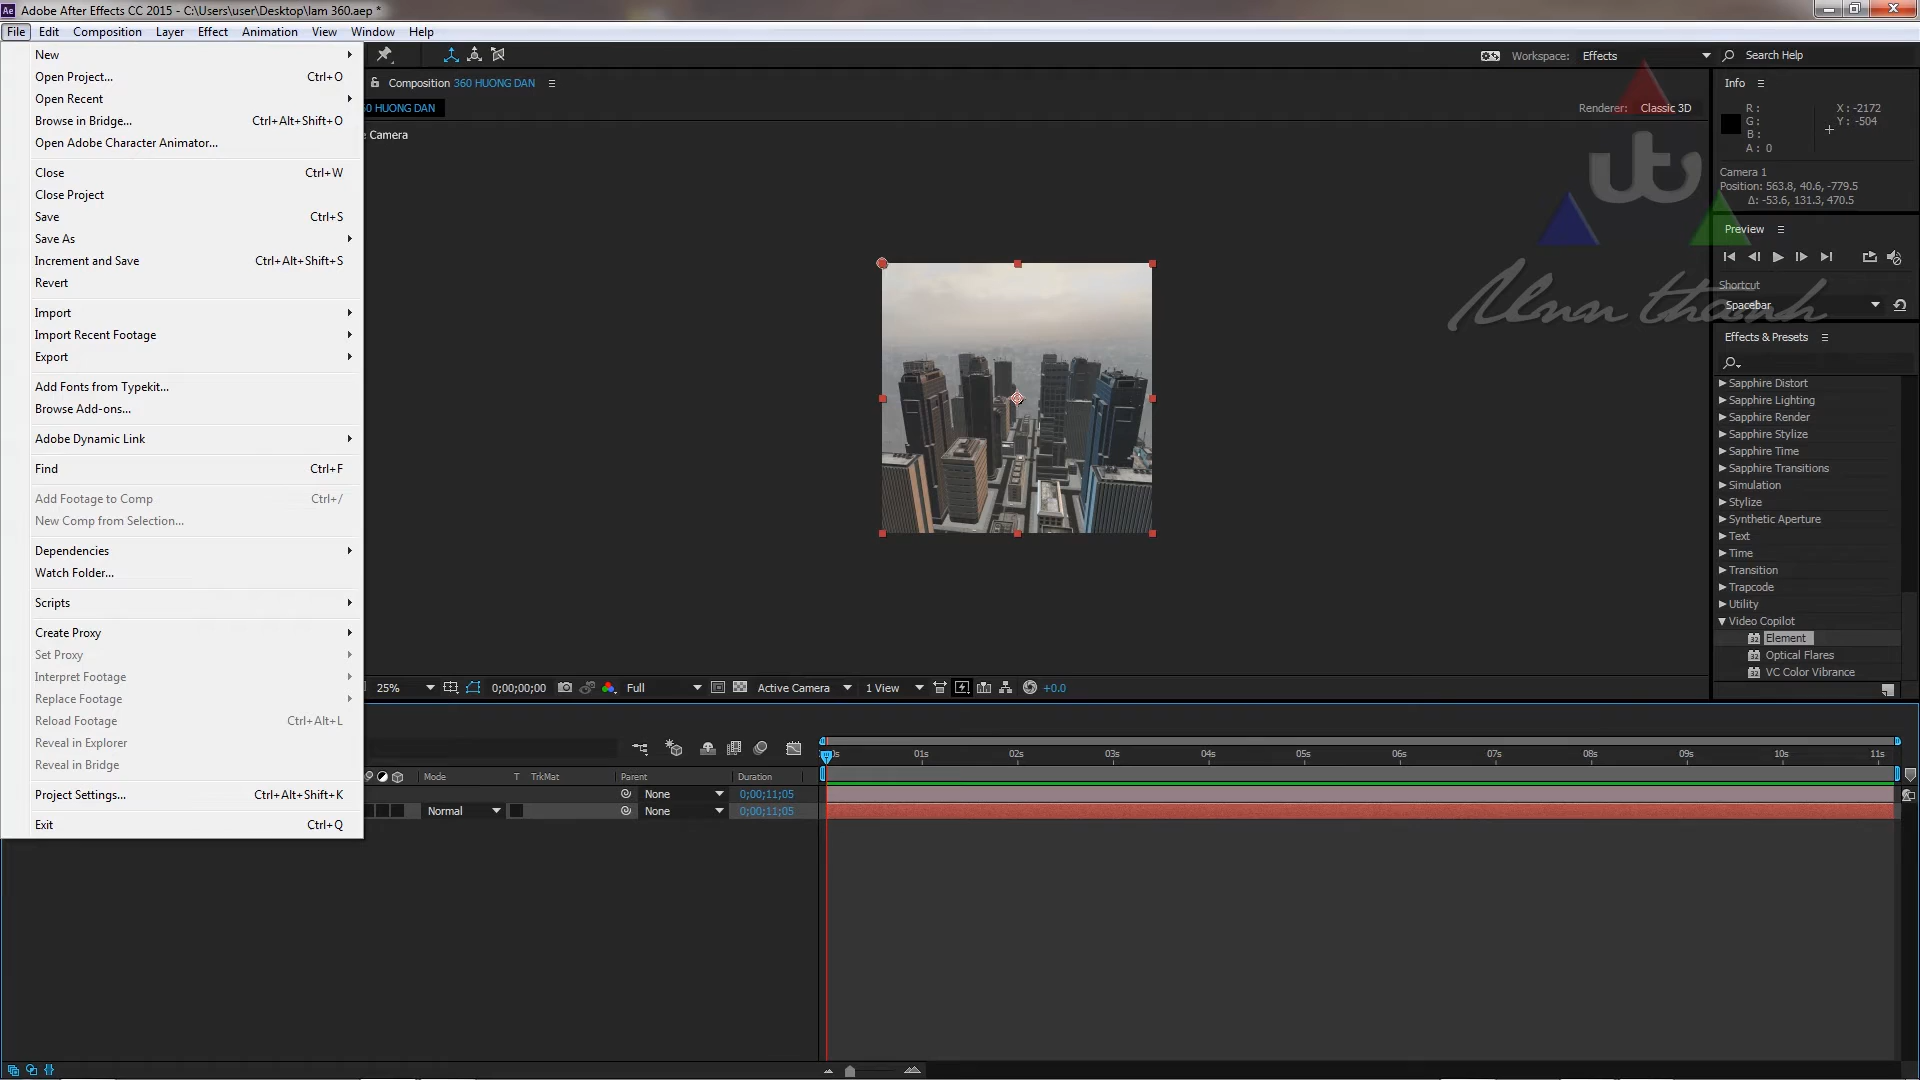 Ae Adobe After Effects CC 2015 - C:\Users\user\Desktop\lam 360.aep *
File Edit Composition Layer Effect Animation View Window Help
New
Open Project... Ctrl+O
Open Recent
Browse in Bridge... Ctrl+Alt+Shift+O
Open Adobe Character Animator...
Close Ctrl+W
Close Project
Save Ctrl+S
Save As
Increment and Save Ctrl+Alt+Shift+S
Revert
Import
Import Recent Footage
Export
Add Fonts from Typekit...
Browse Add-ons...
Adobe Dynamic Link
Find Ctrl+F
Add Footage to Comp Ctrl+/
New Comp from Selection...
Dependencies
Watch Folder...
Scripts
Create Proxy
Set Proxy
Interpret Footage
Replace Footage
Reload Footage Ctrl+Alt+L
Reveal in Explorer
Reveal in Bridge
Project Settings... Ctrl+Alt+Shift+K
Exit Ctrl+Q
Workspace: Effects Search Help
Composition 360 HUONG DAN
60 HUONG DAN Renderer: Classic 3D
Camera
Info
R : X : -2172
G : Y : -504
B :
A : 0
Camera 1
Position: 563.8, 40.6, -779.5
Δ: -53.6, 131.3, 470.5
Preview
Shortcut
Spacebar
Effects & Presets
Sapphire Distort
Sapphire Lighting
Sapphire Render
Sapphire Stylize
Sapphire Time
Sapphire Transitions
Simulation
Stylize
Synthetic Aperture
Text
Time
Transition
Trapcode
Utility
Video Copilot
Element
Optical Flares
VC Color Vibrance
25% 0;00;00;00 Full Active Camera 1 View +0.0
0s 01s 02s 03s 04s 05s 06s 07s 08s 09s 10s 11s
Mode T TrkMat Parent Duration
None 0;00;11;05
Normal None 0;00;11;05